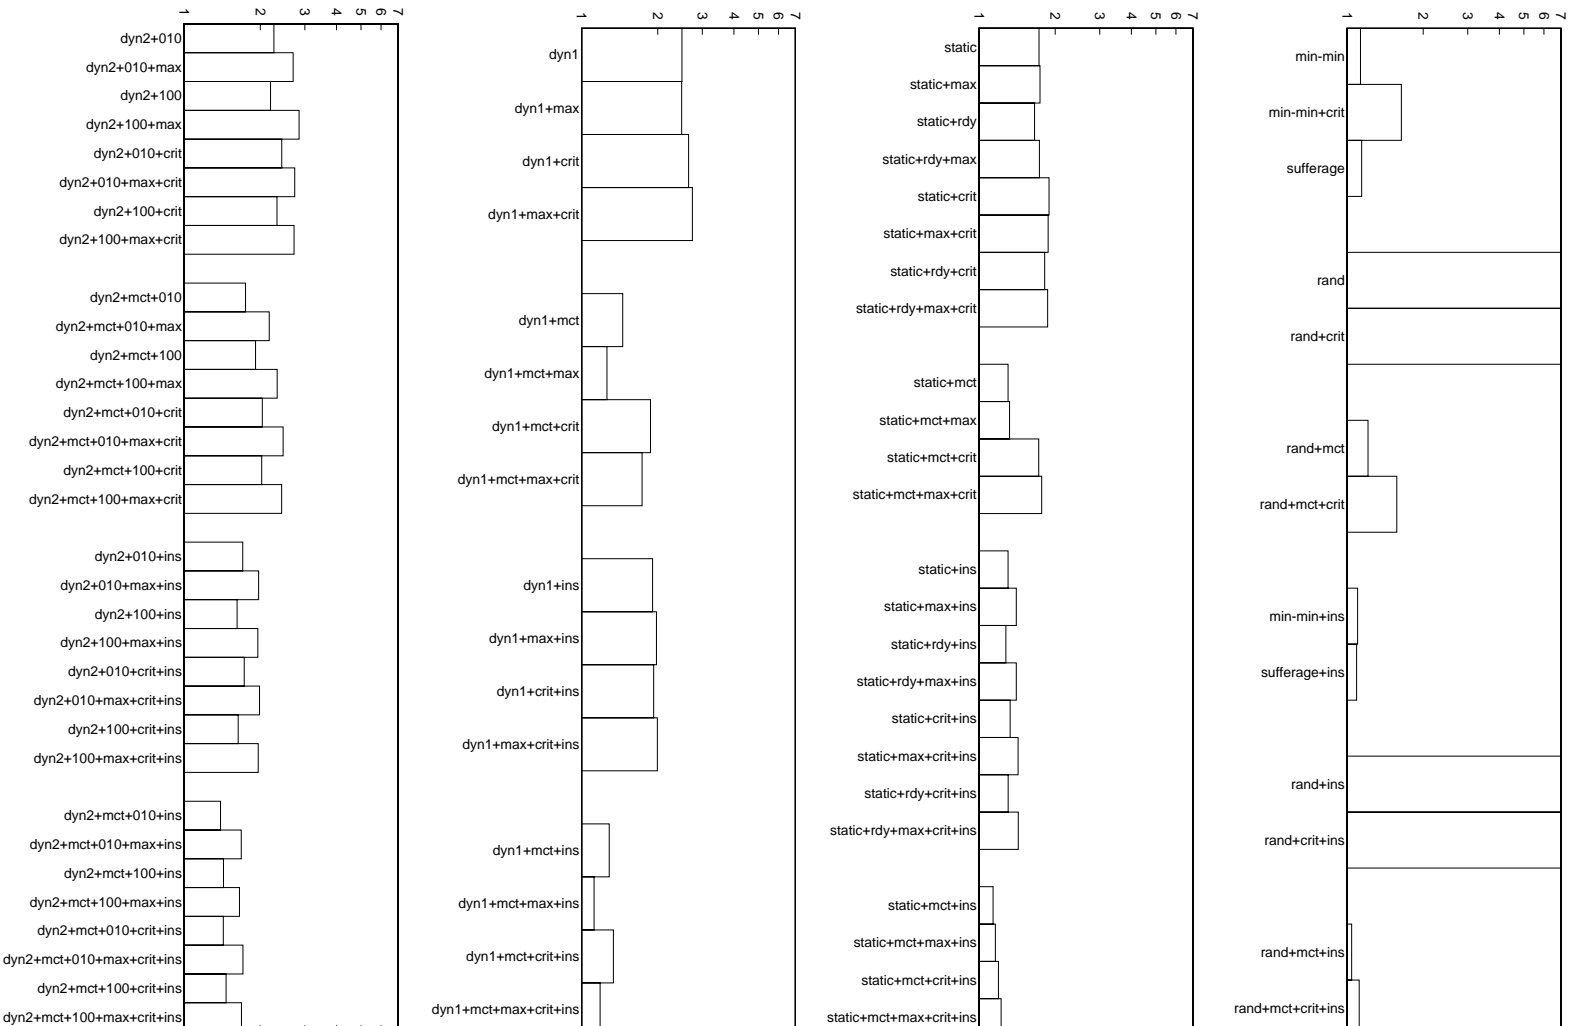 1 2 3 4 5 6 7
dyn2+010
dyn2+010+max
dyn2+100
dyn2+100+max
dyn2+010+crit
dyn2+010+max+crit
dyn2+100+crit
dyn2+100+max+crit
dyn2+mct+010
dyn2+mct+010+max
dyn2+mct+100
dyn2+mct+100+max
dyn2+mct+010+crit
dyn2+mct+010+max+crit
dyn2+mct+100+crit
dyn2+mct+100+max+crit
dyn2+010+ins
dyn2+010+max+ins
dyn2+100+ins
dyn2+100+max+ins
dyn2+010+crit+ins
dyn2+010+max+crit+ins
dyn2+100+crit+ins
dyn2+100+max+crit+ins
dyn2+mct+010+ins
dyn2+mct+010+max+ins
dyn2+mct+100+ins
dyn2+mct+100+max+ins
dyn2+mct+010+crit+ins
dyn2+mct+010+max+crit+ins
dyn2+mct+100+crit+ins
dyn2+mct+100+max+crit+ins
1 2 3 4 5 6 7
dyn1
dyn1+max
dyn1+crit
dyn1+max+crit
dyn1+mct
dyn1+mct+max
dyn1+mct+crit
dyn1+mct+max+crit
dyn1+ins
dyn1+max+ins
dyn1+crit+ins
dyn1+max+crit+ins
dyn1+mct+ins
dyn1+mct+max+ins
dyn1+mct+crit+ins
dyn1+mct+max+crit+ins
1 2 3 4 5 6 7
static
static+max
static+rdy
static+rdy+max
static+crit
static+max+crit
static+rdy+crit
static+rdy+max+crit
static+mct
static+mct+max
static+mct+crit
static+mct+max+crit
static+ins
static+max+ins
static+rdy+ins
static+rdy+max+ins
static+crit+ins
static+max+crit+ins
static+rdy+crit+ins
static+rdy+max+crit+ins
static+mct+ins
static+mct+max+ins
static+mct+crit+ins
static+mct+max+crit+ins
1 2 3 4 5 6 7
min-min
min-min+crit
sufferage
rand
rand+crit
rand+mct
rand+mct+crit
min-min+ins
sufferage+ins
rand+ins
rand+crit+ins
rand+mct+ins
rand+mct+crit+ins